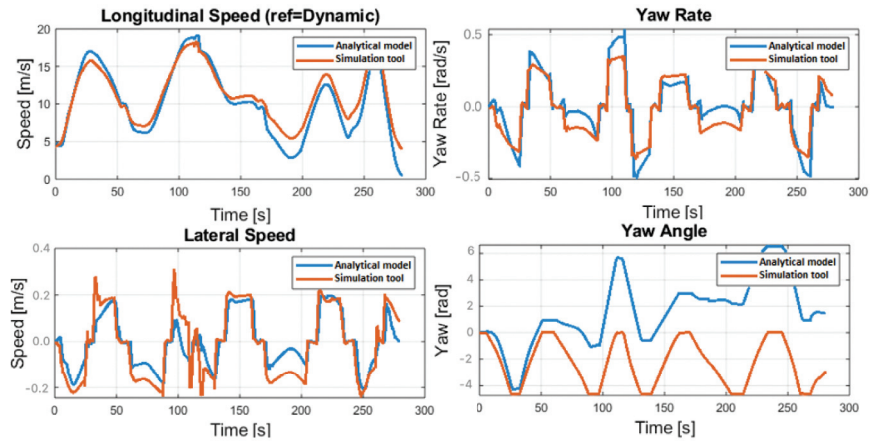 Longitudinal Speed (ref=Dynamic)
20
15
10
5
0
Speed [m/s]
Analytical model
Simulation tool
0 50 100 150 200 250 300
Time [s]
Yaw Rate
0.5
0.0
−0.5
Yaw Rate [rad/s]
Analytical model
Simulation tool
0 50 100 150 200 250 300
Time [s]
Lateral Speed
0.4
0.2
0.0
−0.2
Speed [m/s]
Analytical model
Simulation tool
0 50 100 150 200 250 300
Time [s]
Yaw Angle
6
4
2
0
−2
−4
Yaw [rad]
Analytical model
Simulation tool
0 50 100 150 200 250 300
Time [s]